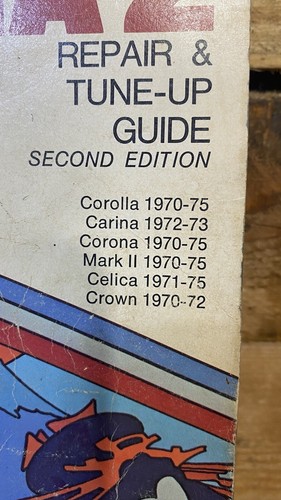 REPAIR &
TUNE-UP
GUIDE
SECOND EDITION
Corolla 1970-75
Carina 1972-73
Corona 1970-75
Mark II 1970-75
Celica 1971-75
Crown 1970-72